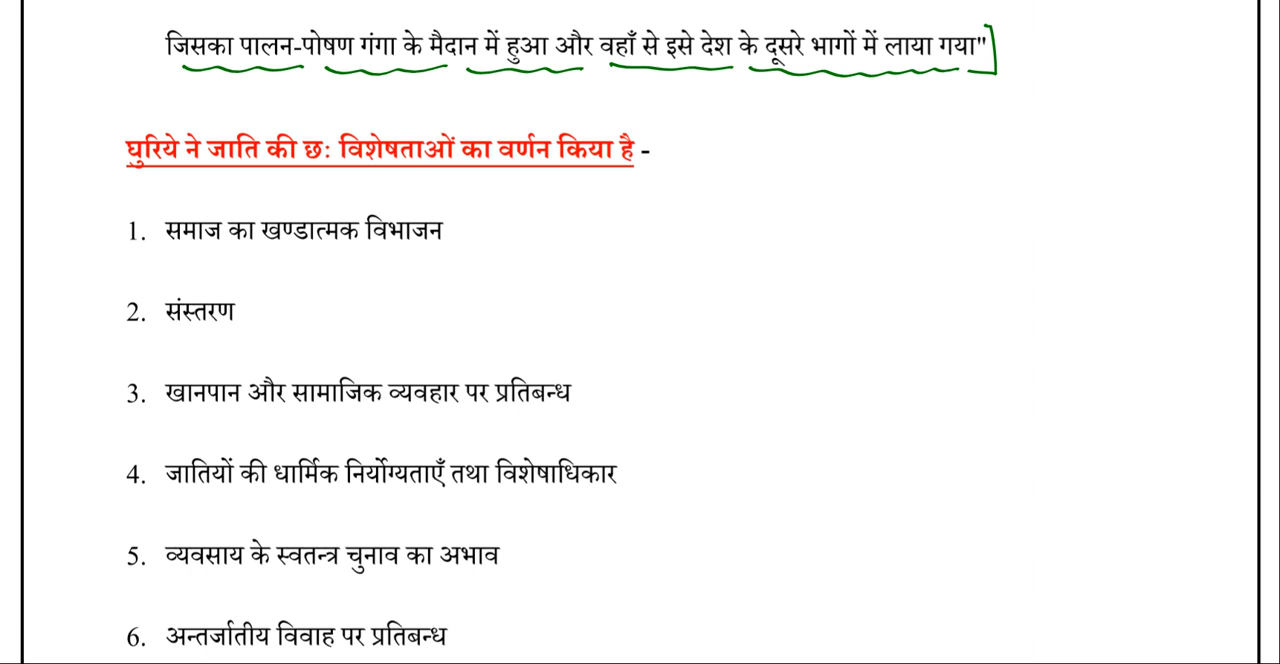 जिसका पालन-पोषण गंगा के मैदान में हुआ और वहाँ से इसे देश के दूसरे भागों में लाया गया"
घुरिये ने जाति की छः विशेषताओं का वर्णन किया है -
1. समाज का खण्डात्मक विभाजन
2. संस्तरण
3. खानपान और सामाजिक व्यवहार पर प्रतिबन्ध
4. जातियों की धार्मिक निर्योग्यताएँ तथा विशेषाधिकार
5. व्यवसाय के स्वतन्त्र चुनाव का अभाव
6. अन्तर्जातीय विवाह पर प्रतिबन्ध